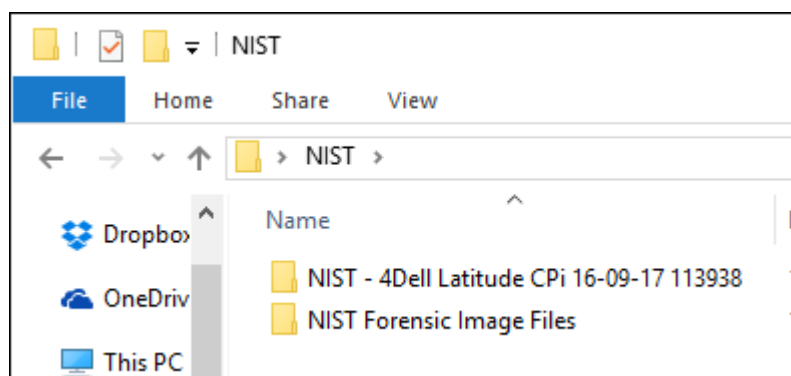 NIST
File Home Share View
NIST
Name
Dropbox
NIST - 4Dell Latitude CPi 16-09-17 113938
OneDriv
NIST Forensic Image Files
This PC